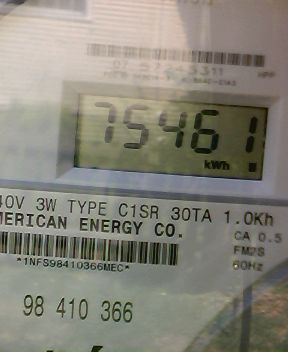 75461
kWh
40V 3W TYPE C1SR 30TA 1.0Kh
MERICAN ENERGY CO.
CA 0.5
FM2S
60Hz
*1NFS98410366MEC*
98 410 366